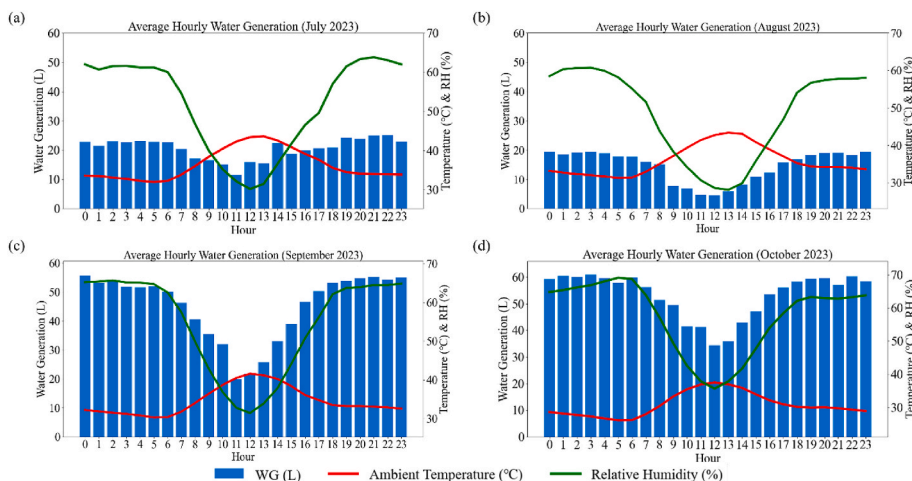 (a)
Average Hourly Water Generation (July 2023)
60
50
40
30
20
10
0
Water Generation (L)
70
60
50
40
30
Temperature (℃) & RH (%)
0 1 2 3 4 5 6 7 8 9 10 11 12 13 14 15 16 17 18 19 20 21 22 23
Hour
(b)
Average Hourly Water Generation (August 2023)
60
50
40
30
20
10
0
Water Generation (L)
70
60
50
40
30
Temperature (℃) & RH (%)
0 1 2 3 4 5 6 7 8 9 10 11 12 13 14 15 16 17 18 19 20 21 22 23
Hour
(c)
Average Hourly Water Generation (September 2023)
60
50
40
30
20
10
0
Water Generation (L)
70
60
50
40
30
Temperature (℃) & RH (%)
0 1 2 3 4 5 6 7 8 9 10 11 12 13 14 15 16 17 18 19 20 21 22 23
Hour
(d)
Average Hourly Water Generation (October 2023)
60
50
40
30
20
10
0
Water Generation (L)
70
60
50
40
30
Temperature (℃) & RH (%)
0 1 2 3 4 5 6 7 8 9 10 11 12 13 14 15 16 17 18 19 20 21 22 23
Hour
WG (L)
Ambient Temperature (℃)
Relative Humidity (%)